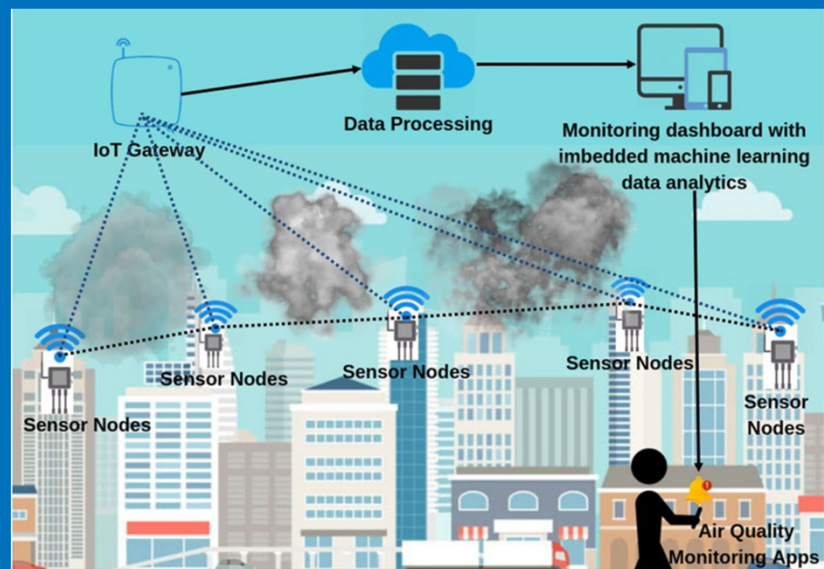 IoT Gateway
Data Processing
Monitoring dashboard with
imbedded machine learning
data analytics
Sensor Nodes
Sensor Nodes
Sensor Nodes
Sensor Nodes
Sensor
Nodes
Air Quality
Monitoring Apps